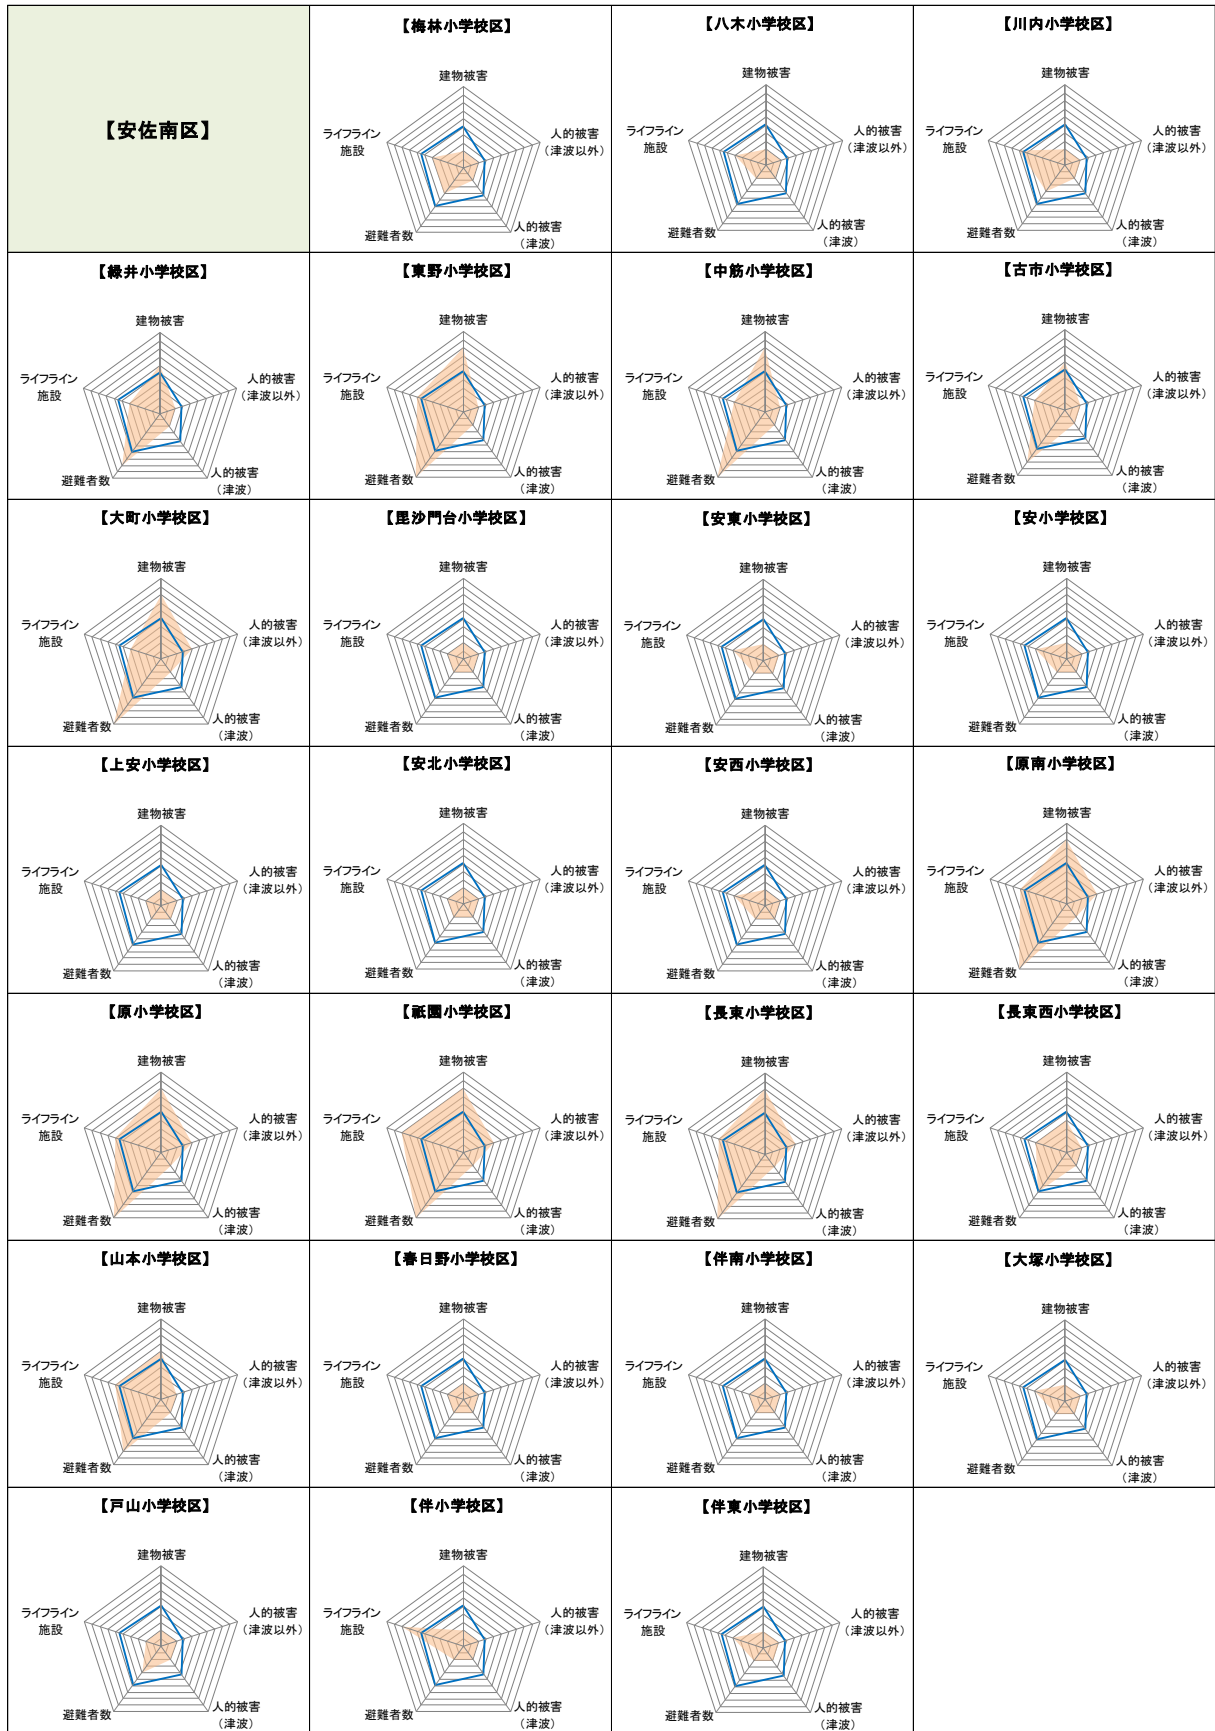 【安佐南区】
【梅林小学校区】
建物被害
ライフライン
施設
人的被害
（津波以外）
避難者数
人的被害
（津波）
【八木小学校区】
建物被害
ライフライン
施設
人的被害
（津波以外）
避難者数
人的被害
（津波）
【川内小学校区】
建物被害
ライフライン
施設
人的被害
（津波以外）
避難者数
人的被害
（津波）
【緑井小学校区】
建物被害
ライフライン
施設
人的被害
（津波以外）
避難者数
人的被害
（津波）
【東野小学校区】
建物被害
ライフライン
施設
人的被害
（津波以外）
避難者数
人的被害
（津波）
【中筋小学校区】
建物被害
ライフライン
施設
人的被害
（津波以外）
避難者数
人的被害
（津波）
【古市小学校区】
建物被害
ライフライン
施設
人的被害
（津波以外）
避難者数
人的被害
（津波）
【大町小学校区】
建物被害
ライフライン
施設
人的被害
（津波以外）
避難者数
人的被害
（津波）
【毘沙門台小学校区】
建物被害
ライフライン
施設
人的被害
（津波以外）
避難者数
人的被害
（津波）
【安東小学校区】
建物被害
ライフライン
施設
人的被害
（津波以外）
避難者数
人的被害
（津波）
【安小学校区】
建物被害
ライフライン
施設
人的被害
（津波以外）
避難者数
人的被害
（津波）
【上安小学校区】
建物被害
ライフライン
施設
人的被害
（津波以外）
避難者数
人的被害
（津波）
【安北小学校区】
建物被害
ライフライン
施設
人的被害
（津波以外）
避難者数
人的被害
（津波）
【安西小学校区】
建物被害
ライフライン
施設
人的被害
（津波以外）
避難者数
人的被害
（津波）
【原南小学校区】
建物被害
ライフライン
施設
人的被害
（津波以外）
避難者数
人的被害
（津波）
【原小学校区】
建物被害
ライフライン
施設
人的被害
（津波以外）
避難者数
人的被害
（津波）
【祇園小学校区】
建物被害
ライフライン
施設
人的被害
（津波以外）
避難者数
人的被害
（津波）
【長束小学校区】
建物被害
ライフライン
施設
人的被害
（津波以外）
避難者数
人的被害
（津波）
【長束西小学校区】
建物被害
ライフライン
施設
人的被害
（津波以外）
避難者数
人的被害
（津波）
【山本小学校区】
建物被害
ライフライン
施設
人的被害
（津波以外）
避難者数
人的被害
（津波）
【春日野小学校区】
建物被害
ライフライン
施設
人的被害
（津波以外）
避難者数
人的被害
（津波）
【伴南小学校区】
建物被害
ライフライン
施設
人的被害
（津波以外）
避難者数
人的被害
（津波）
【大塚小学校区】
建物被害
ライフライン
施設
人的被害
（津波以外）
避難者数
人的被害
（津波）
【戸山小学校区】
建物被害
ライフライン
施設
人的被害
（津波以外）
避難者数
人的被害
（津波）
【伴小学校区】
建物被害
ライフライン
施設
人的被害
（津波以外）
避難者数
人的被害
（津波）
【伴東小学校区】
建物被害
ライフライン
施設
人的被害
（津波以外）
避難者数
人的被害
（津波）